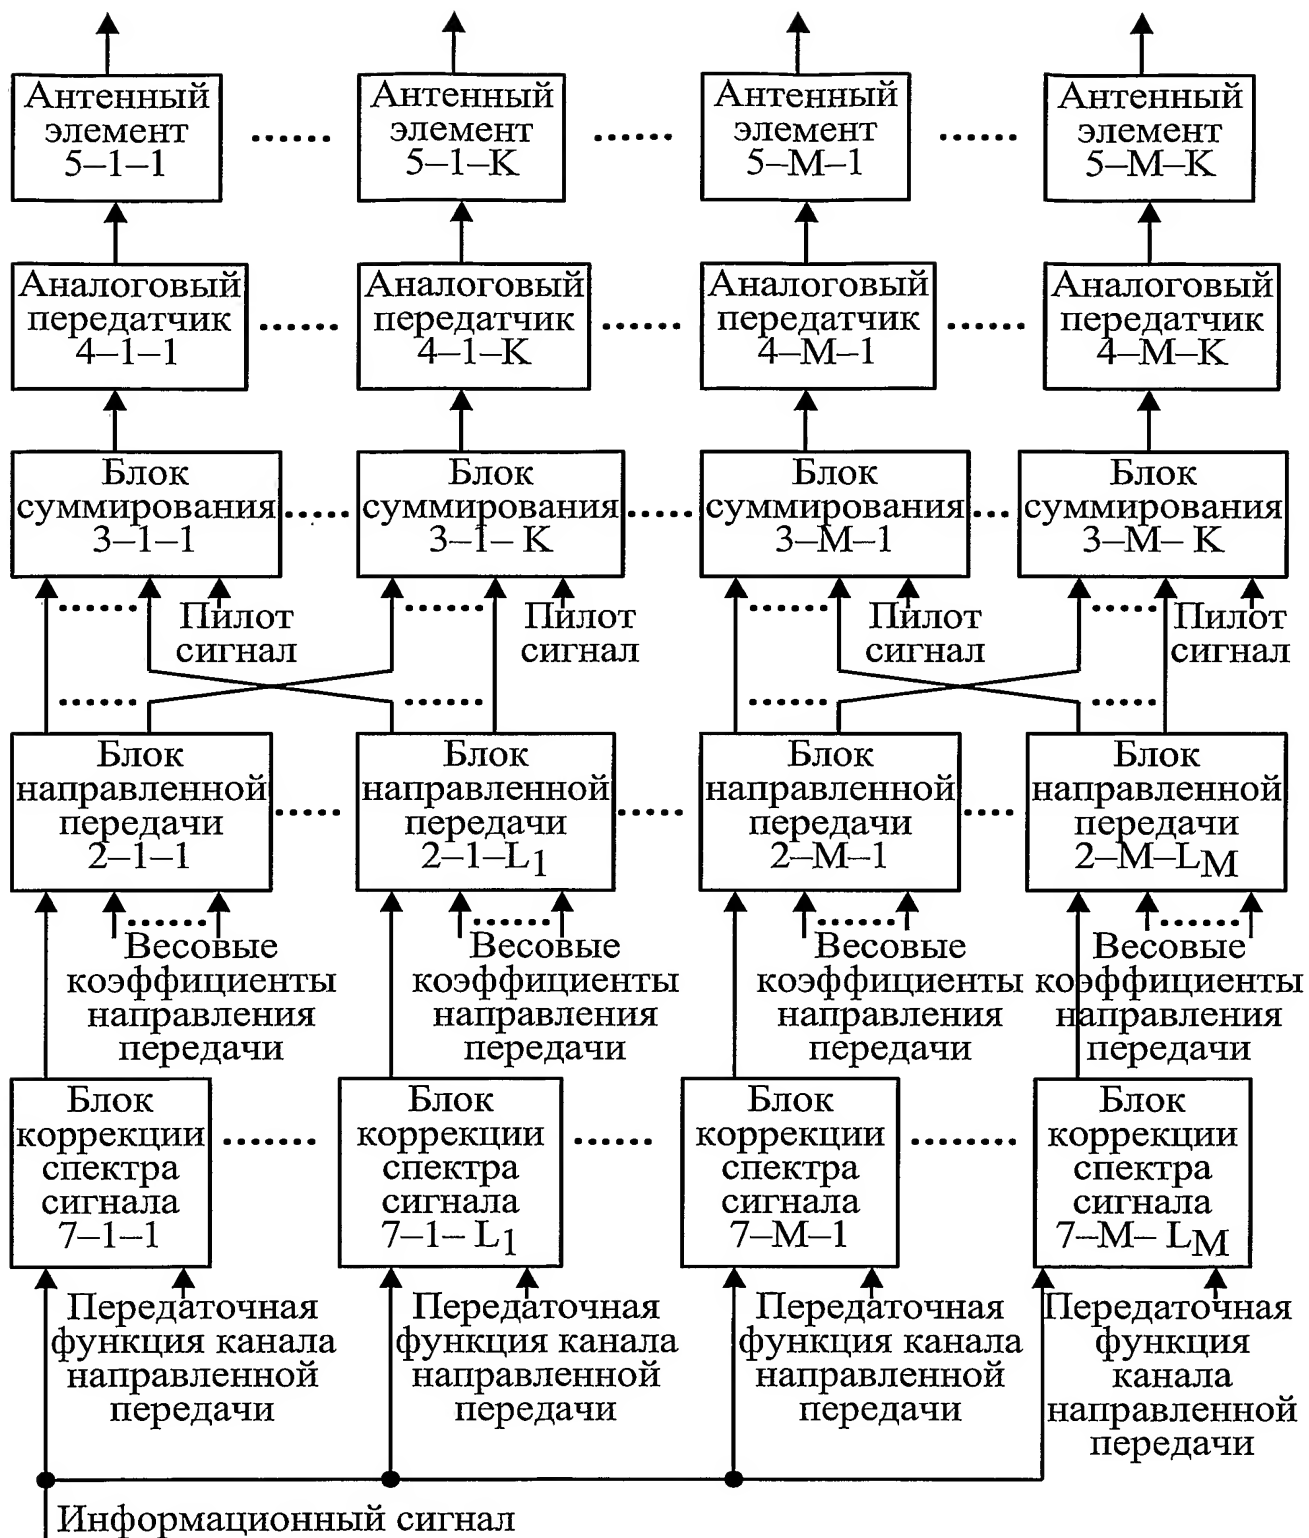 Антенный
элемент
5–1–1
Антенный
элемент
5–1–K
Антенный
элемент
5–M–1
Антенный
элемент
5–M–K
Аналоговый
передатчик
4–1–1
Аналоговый
передатчик
4–1–K
Аналоговый
передатчик
4–M–1
Аналоговый
передатчик
4–M–K
Блок
суммирования
3–1–1
Блок
суммирования
3–1– K
Блок
суммирования
3–M–1
Блок
суммирования
3–M– K
Пилот
сигнал
Пилот
сигнал
Пилот
сигнал
Пилот
сигнал
Блок
направленной
передачи
2–1–1
Блок
направленной
передачи
2–1–L1
Блок
направленной
передачи
2–M–1
Блок
направленной
передачи
2–M–LM
Весовые
коэффициенты
направления
передачи
Весовые
коэффициенты
направления
передачи
Весовые
коэффициенты
направления
передачи
Весовые
коэффициенты
направления
передачи
Блок
коррекции
спектра
сигнала
7–1–1
Блок
коррекции
спектра
сигнала
7–1– L1
Блок
коррекции
спектра
сигнала
7–M–1
Блок
коррекции
спектра
сигнала
7–M– LM
Передаточная
функция канала
направленной
передачи
Передаточная
функция канала
направленной
передачи
Передаточная
функция канала
направленной
передачи
Передаточная
функция
канала
направленной
передачи
Информационный сигнал